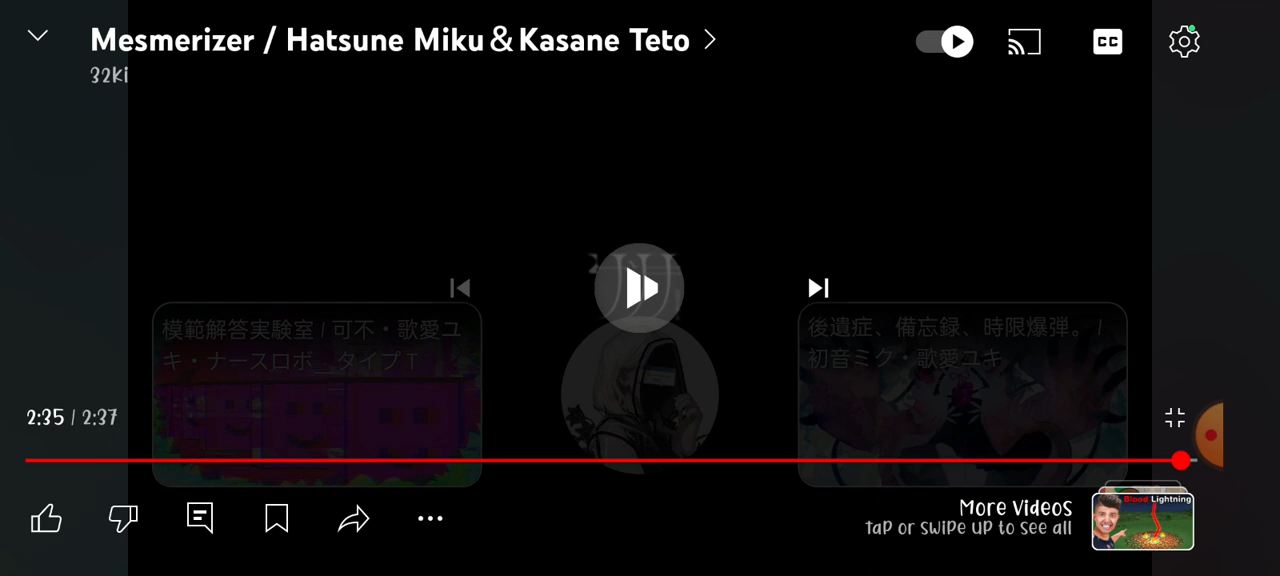 Mesmerizer / Hatsune Miku＆Kasane Teto
CC
32ki
模範解答実験室 / 可不・歌愛ユ
キ・ナースロボ＿タイプＴ
後遺症、備忘録、時限爆弾。 /
初音ミク・歌愛ユキ
2:35 / 2:37
More Videos
Tap or swipe up to see all
Blood Lightning